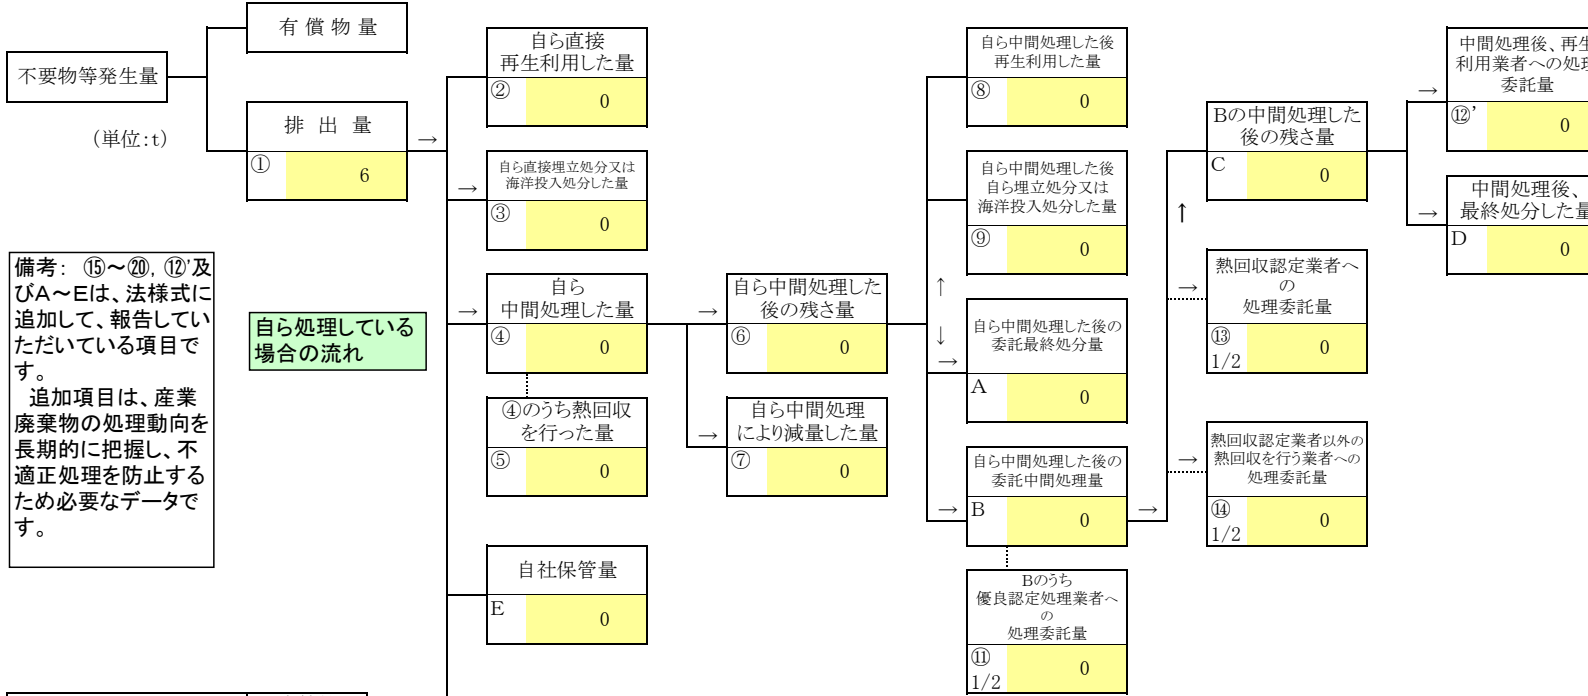 有 償 物 量
不要物等発生量
（単位:t）
排 出 量
→
①
6
自ら直接
再生利用した量
②
0
→
自ら直接埋立処分又は
海洋投入処分した量
③
0
備考： ⑮～⑳, ⑫'及
びA～Eは、法様式に
追加して、報告してい
ただいている項目で
す。
追加項目は、産業
廃棄物の処理動向を
長期的に把握し、不
適正処理を防止する
ため必要なデータで
す。
自ら処理している
場合の流れ
→
自ら
中間処理した量
④
0
④のうち熱回収
を行った量
⑤
0
自社保管量
E
0
→
自ら中間処理した
後の残さ量
⑥
0
→
自ら中間処理
により減量した量
⑦
0
自ら中間処理した後
再生利用した量
⑧
0
自ら中間処理した後
自ら埋立処分又は
海洋投入処分した量
⑨
0
↑
↓
→
自ら中間処理した後の
委託最終処分量
A
0
→
自ら中間処理した後の
委託中間処理量
B
0
→
Bのうち
優良認定処理業者へ
の
処理委託量
⑪
1/2
0
Bの中間処理した
後の残さ量
C
0
↑
→
熱回収認定業者へ
の
処理委託量
⑬
1/2
0
→
熱回収認定業者以外の
熱回収を行う業者への
処理委託量
⑭
1/2
0
→
中間処理後、再生
利用業者への処理
委託量
⑫'
0
→
中間処理後、
最終処分した量
D
0